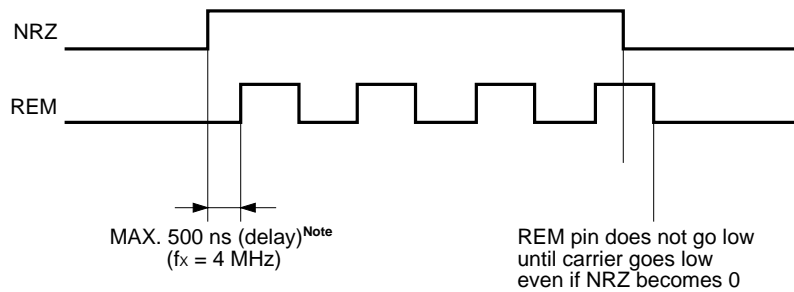 NRZ
REM
MAX. 500 ns (delay)Note
(fx = 4 MHz)
REM pin does not go low
until carrier goes low
even if NRZ becomes 0